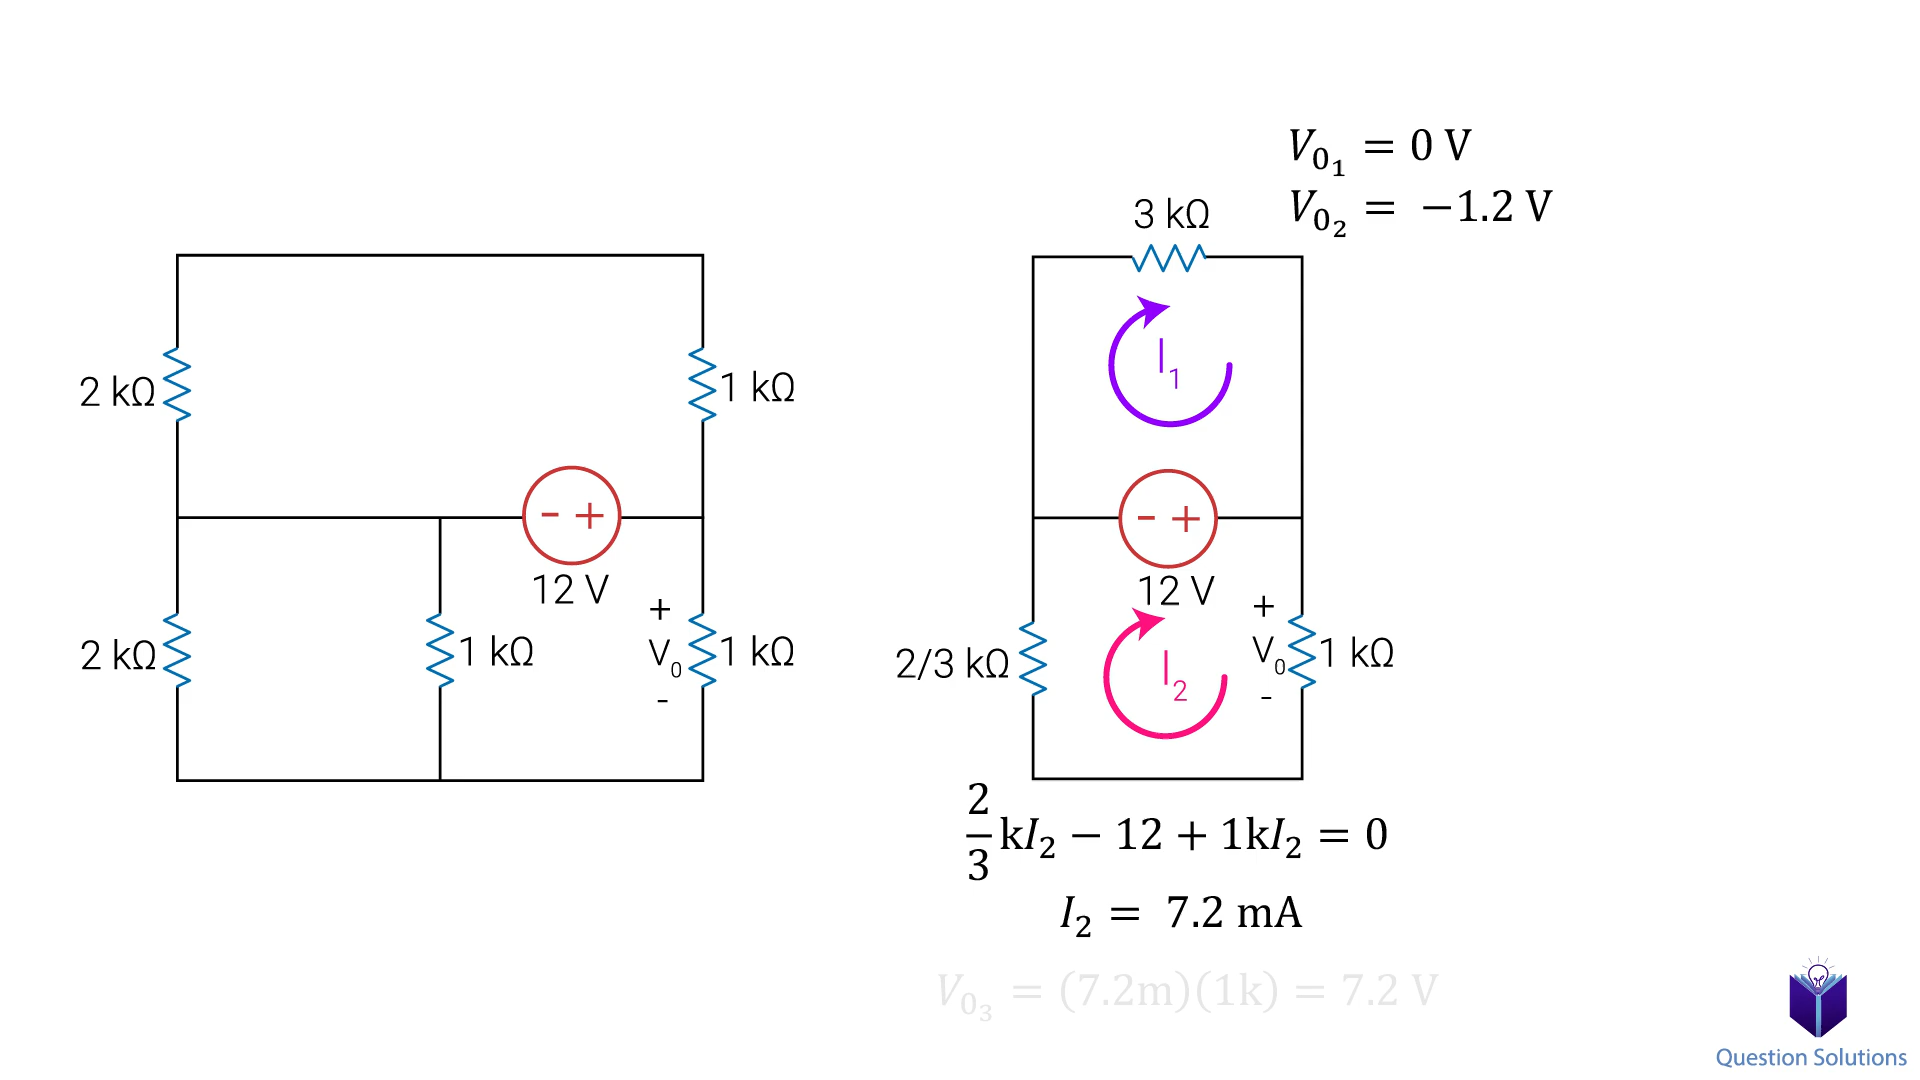 V₀₁ = 0 V
V₀₂ = −1.2 V
3 kΩ
I₁
2 kΩ
1 kΩ
- +
12 V
- +
12 V
2 kΩ
1 kΩ
+
V₀
-
1 kΩ
2/3 kΩ
I₂
+
V₀
-
1 kΩ
2/3 kI₂ − 12 + 1kI₂ = 0
I₂ = 7.2 mA
V₀₃ = (7.2m)(1k) = 7.2 V
Question Solutions